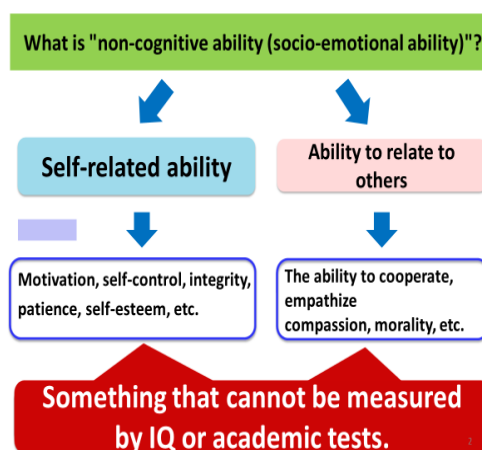 What is "non-cognitive ability (socio-emotional ability)"?
Self-related ability
Ability to relate to
others
Motivation, self-control, integrity,
patience, self-esteem, etc.
The ability to cooperate,
empathize
compassion, morality, etc.
Something that cannot be measured
by IQ or academic tests.
2